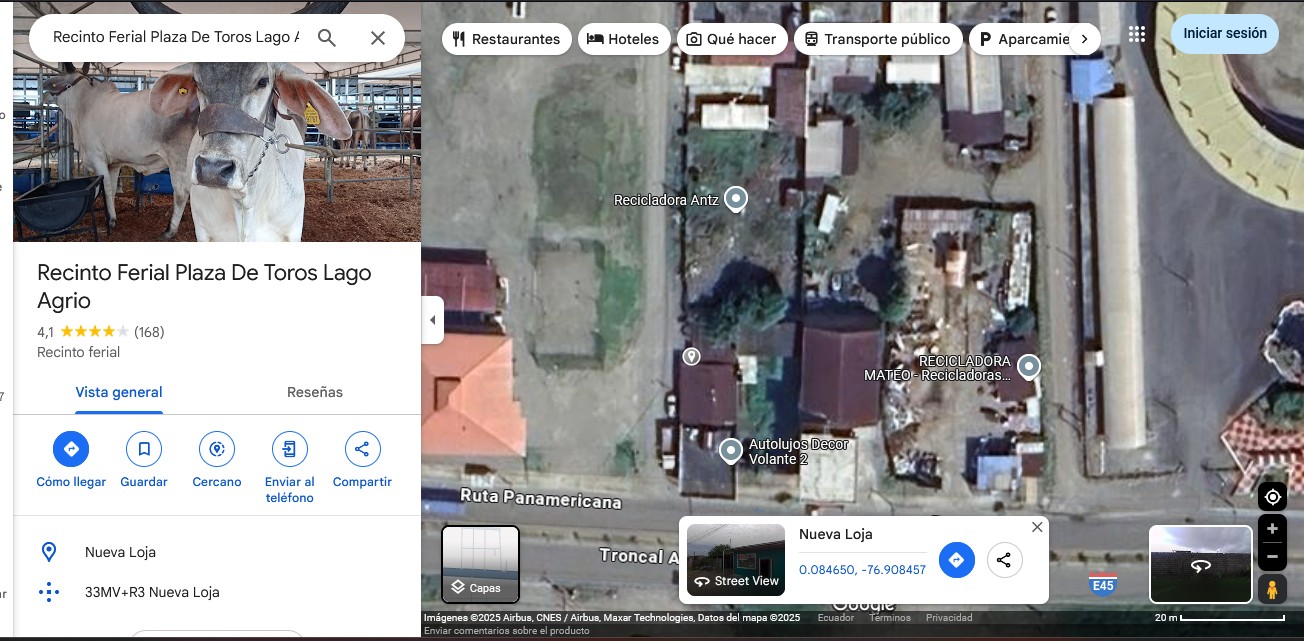 Recinto Ferial Plaza De Toros Lago A
Restaurantes
Hoteles
Qué hacer
Transporte público
Aparcamie
Iniciar sesión
Recinto Ferial Plaza De Toros Lago
Agrio
4,1
(168)
Recinto ferial
Vista general
Reseñas
Cómo llegar
Guardar
Cercano
Enviar al
teléfono
Compartir
Nueva Loja
33MV+R3 Nueva Loja
Recicladora Antz
RECICLADORA
MATEO - Recicladoras...
Autolujos Decor
Volante 2
Ruta Panamericana
Troncal A
Capas
Street View
Nueva Loja
0.084650, -76.908457
E45
Google
Imágenes ©2025 Airbus, CNES / Airbus, Maxar Technologies, Datos del mapa ©2025
Ecuador
Términos
Privacidad
20 m
Enviar comentarios sobre el producto